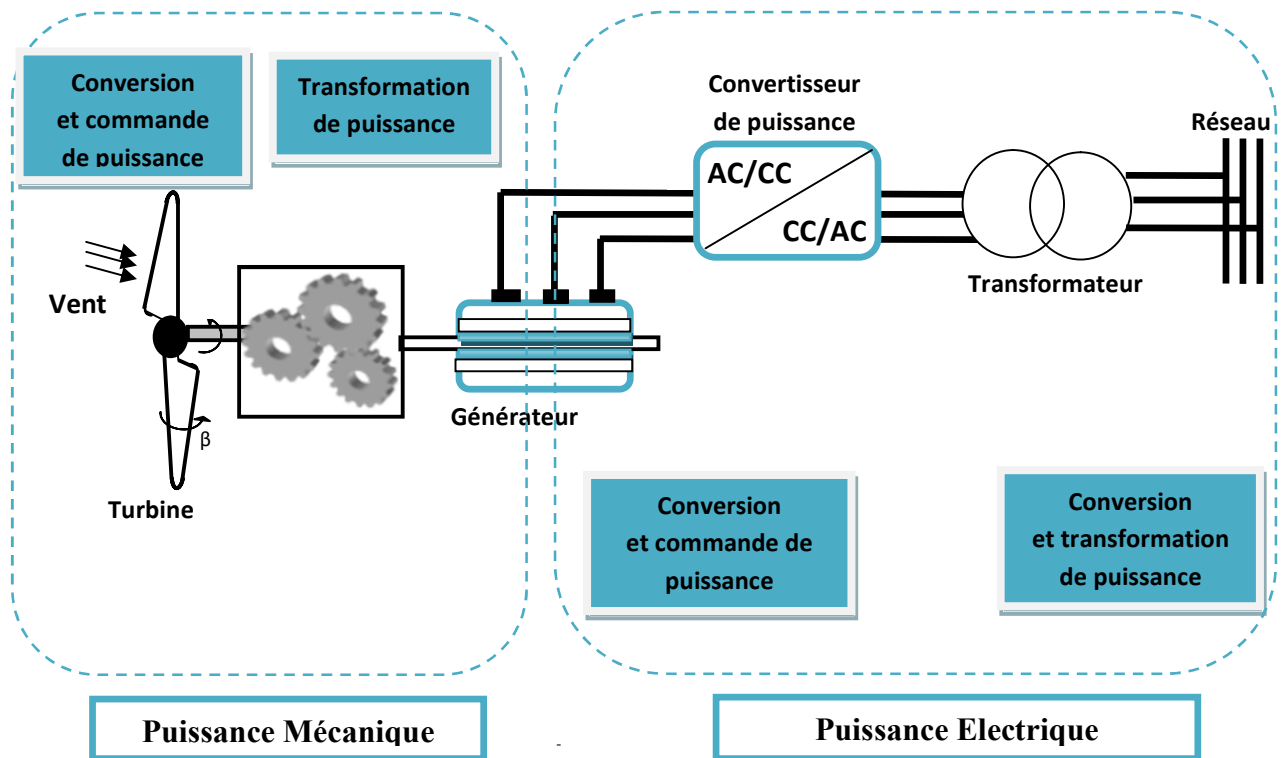 Conversion
et commande
de puissance
Transformation
de puissance
Convertisseur
de puissance
Réseau
AC/CC
CC/AC
Transformateur
Vent
Générateur
β
Turbine
Conversion
et commande de
puissance
Conversion
et transformation
de puissance
Puissance Mécanique
Puissance Electrique